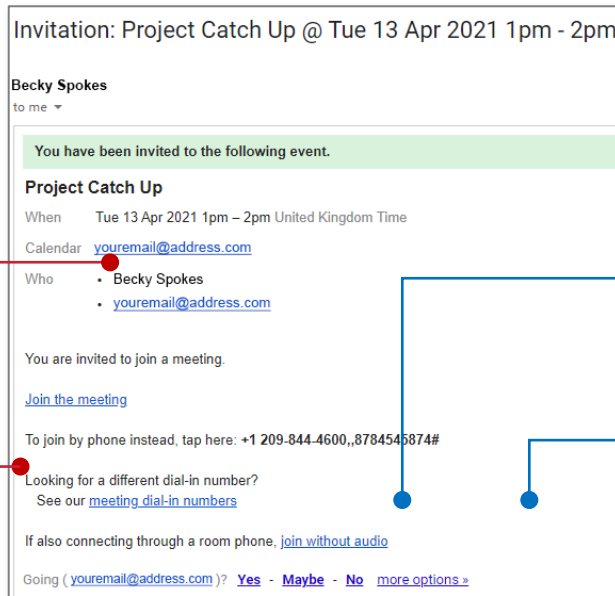 Invitation: Project Catch Up @ Tue 13 Apr 2021 1pm - 2pm
Becky Spokes
to me
You have been invited to the following event.
Project Catch Up
When Tue 13 Apr 2021 1pm – 2pm United Kingdom Time
Calendar youremail@address.com
Who • Becky Spokes
• youremail@address.com
You are invited to join a meeting.
Join the meeting
To join by phone instead, tap here: +1 209-844-4600,,8784545874#
Looking for a different dial-in number?
See our meeting dial-in numbers
If also connecting through a room phone, join without audio
Going ( youremail@address.com )? Yes - Maybe - No more options »